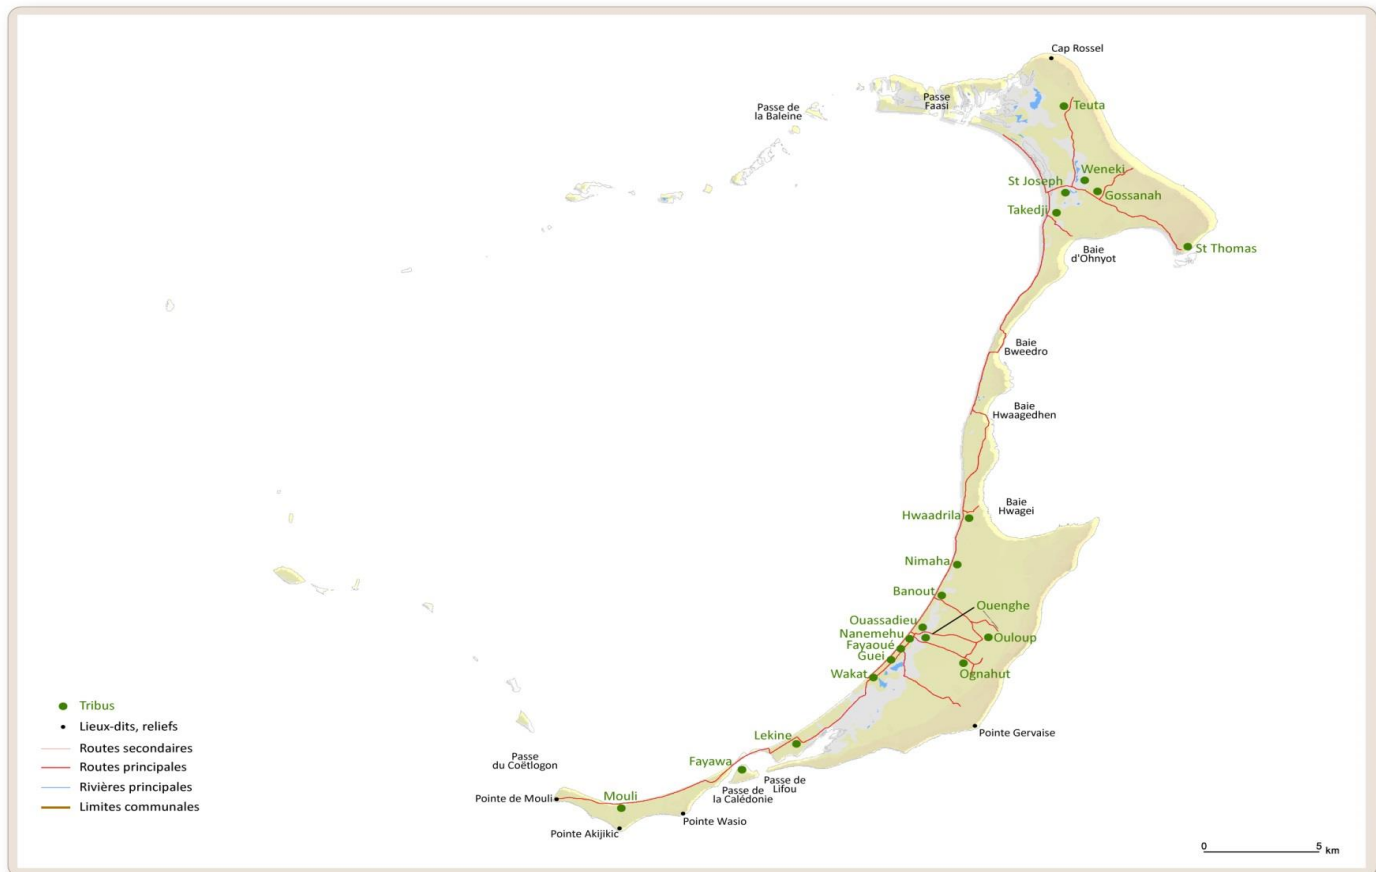 Cap Rossel
Passe
Faasi
Passe de
la Baleine
Teuta
Weneki
St Joseph
Gossanah
Takedji
St Thomas
Baie
d'Ohnyot
Baie
Bweedro
Baie
Hwaagedhen
Baie
Hwagei
Hwaadrila
Nimaha
Banout
Ouenghe
Ouassadieu
Nanemehu
Ouloup
Fayaoué
Guei
Wakat
Ognahut
Pointe Gervaise
Lekine
Fayawa
Passe
du Coëtlogon
Passe de
Lifou
Passe de
la Calédonie
Pointe de Mouli
Mouli
Pointe Wasio
Pointe Akijikic
Tribus
Lieux-dits, reliefs
Routes secondaires
Routes principales
Rivières principales
Limites communales
0 5 km